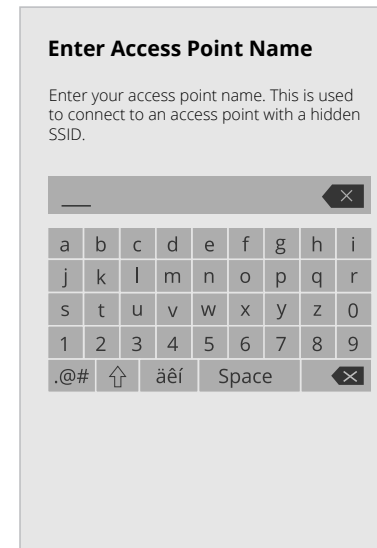 Enter Access Point Name
Enter your access point name. This is used
to connect to an access point with a hidden
SSID.
a b c d e f g h i
j k l m n o p q r
s t u v w x y z 0
1 2 3 4 5 6 7 8 9
.@# äêí Space